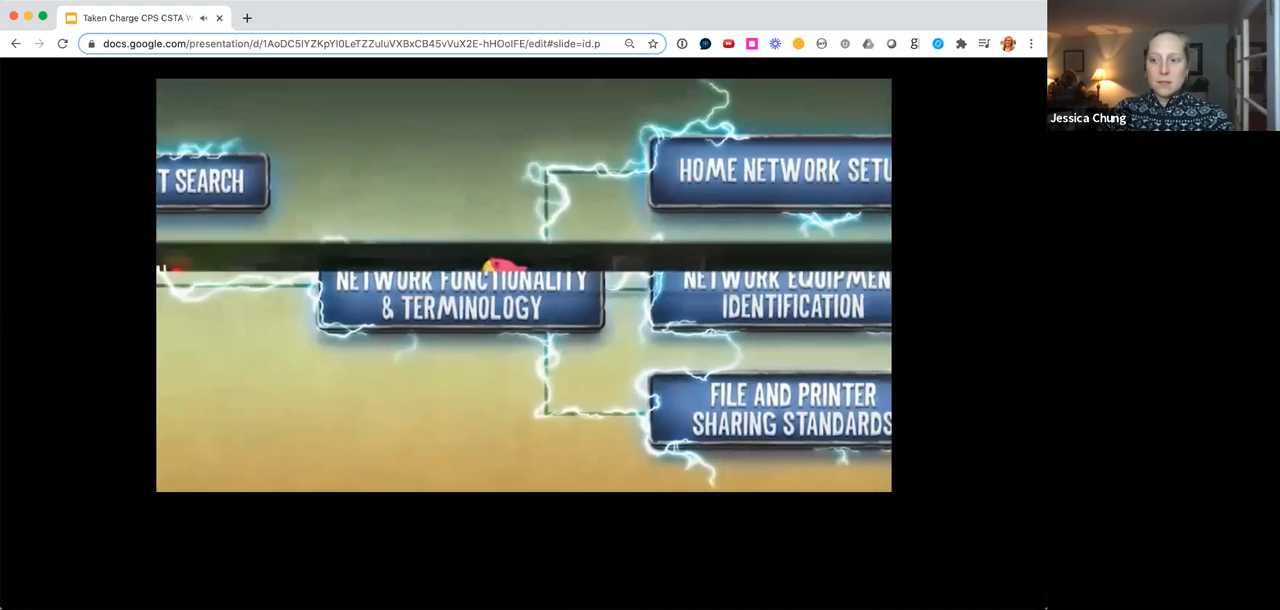 Taken Charge CPS CSTA
docs.google.com/presentation/d/1AoDC5IYZKpYI0LeTZZuIuVXBxCB45vVuX2E-hHOoIFE/edit#slide=id.p
Jessica Chung
T SEARCH
HOME NETWORK SETU
NETWORK FUNCTIONALITY
& TERMINOLOGY
NETWORK EQUIPMEN
IDENTIFICATION
FILE AND PRINTER
SHARING STANDARDS